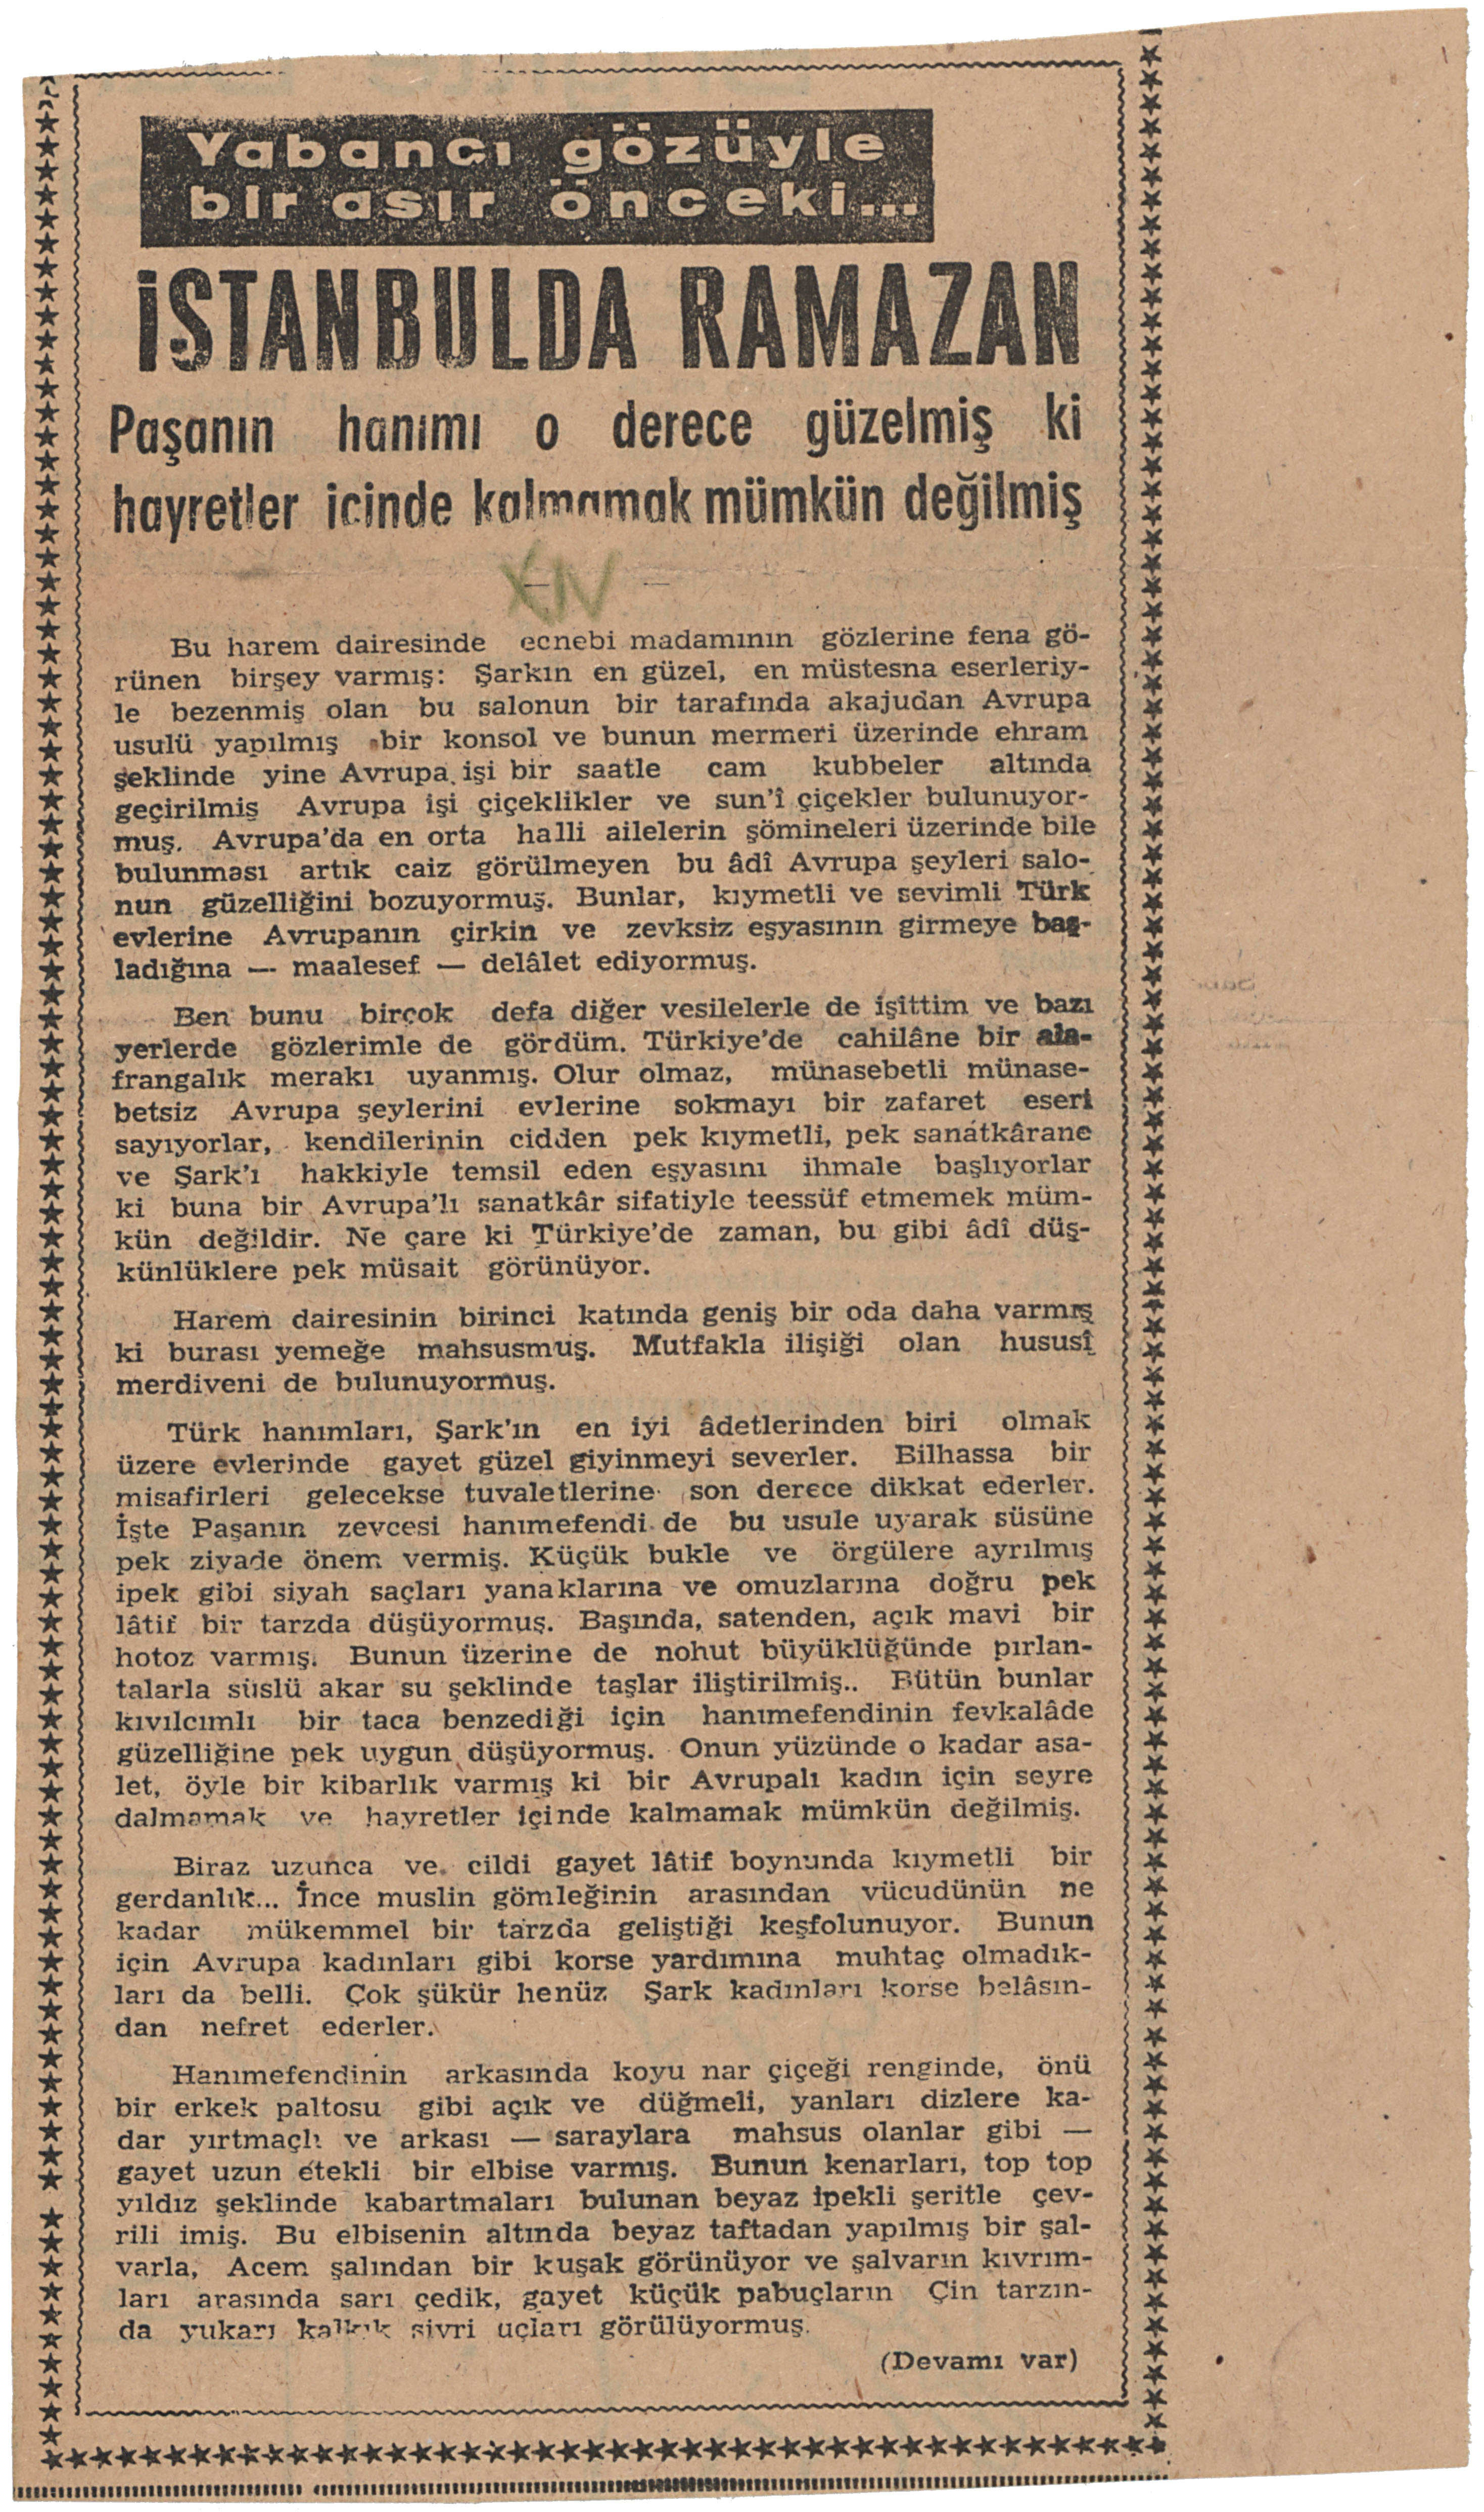 Yabancı gözüyle
bir asır önceki...
İSTANBULDA RAMAZAN
Paşanın hanımı o derece güzelmiş ki
hayretler içinde kalmamak mümkün değilmiş
XIV
Bu harem dairesinde ecnebi madamının gözlerine fena gö-
rünen birşey varmış: Şarkın en güzel, en müstesna eserleriy-
le bezenmiş olan bu salonun bir tarafında akajudan Avrupa
usulü yapılmış bir konsol ve bunun mermeri üzerinde ehram
şeklinde yine Avrupa işi bir saatle cam kubbeler altında
geçirilmiş Avrupa işi çiçeklikler ve sun'î çiçekler bulunuyor-
muş. Avrupa'da en orta halli ailelerin şömineleri üzerinde bile
bulunması artık caiz görülmeyen bu âdî Avrupa şeyleri salo-
nun güzelliğini bozuyormuş. Bunlar, kıymetli ve sevimli Türk
evlerine Avrupanın çirkin ve zevksiz eşyasının girmeye baş-
ladığına — maalesef — delâlet ediyormuş.
Ben bunu birçok defa diğer vesilelerle de işittim ve bazı
yerlerde gözlerimle de gördüm. Türkiye'de cahilâne bir ala-
frangalık merakı uyanmış. Olur olmaz, münasebetli münase-
betsiz Avrupa şeylerini evlerine sokmayı bir zafaret eseri
sayıyorlar, kendilerinin cidden pek kıymetli, pek sanatkârane
ve Şark'ı hakkiyle temsil eden eşyasını ihmale başlıyorlar
ki buna bir Avrupa'lı sanatkâr sifatiyle teessüf etmemek müm-
kün değildir. Ne çare ki Türkiye'de zaman, bu gibi âdî düş-
künlüklere pek müsait görünüyor.
Harem dairesinin birinci katında geniş bir oda daha varmış
ki burası yemeğe mahsusmuş. Mutfakla ilişiği olan hususî
merdiveni de bulunuyormuş.
Türk hanımları, Şark'ın en iyi âdetlerinden biri olmak
üzere evlerinde gayet güzel giyinmeyi severler. Bilhassa bir
misafirleri gelecekse tuvaletlerine son derece dikkat ederler.
İşte Paşanın zevcesi hanımefendi de bu usule uyarak süsüne
pek ziyade önem vermiş. Küçük bukle ve örgülere ayrılmış
ipek gibi siyah saçları yanaklarına ve omuzlarına doğru pek
lâtif bir tarzda düşüyormuş. Başında, satenden, açık mavi bir
hotoz varmış. Bunun üzerine de nohut büyüklüğünde pırlan-
talarla süslü akar su şeklinde taşlar iliştirilmiş.. Bütün bunlar
kıvılcımlı bir taca benzediği için hanımefendinin fevkalâde
güzelliğine pek uygun düşüyormuş. Onun yüzünde o kadar asa-
let, öyle bir kibarlık varmış ki bir Avrupalı kadın için seyre
dalmamak ve hayretler içinde kalmamak mümkün değilmiş.
Biraz uzunca ve cildi gayet lâtif boynunda kıymetli bir
gerdanlık... İnce muslin gömleğinin arasından vücudünün ne
kadar mükemmel bir tarzda geliştiği keşfolunuyor. Bunun
için Avrupa kadınları gibi korse yardımına muhtaç olmadık-
ları da belli. Çok şükür henüz Şark kadınları korse belâsın-
dan nefret ederler.
Hanımefendinin arkasında koyu nar çiçeği renginde, önü
bir erkek paltosu gibi açık ve düğmeli, yanları dizlere ka-
dar yırtmaçlı ve arkası — saraylara mahsus olanlar gibi —
gayet uzun etekli bir elbise varmış. Bunun kenarları, top top
yıldız şeklinde kabartmaları bulunan beyaz ipekli şeritle çev-
rili imiş. Bu elbisenin altında beyaz taftadan yapılmış bir şal-
varla, Acem şalından bir kuşak görünüyor ve şalvarın kıvrım-
ları arasında sarı çedik, gayet küçük pabuçların Çin tarzın-
da yukarı kalkık sivri uçları görülüyormuş.
(Devamı var)